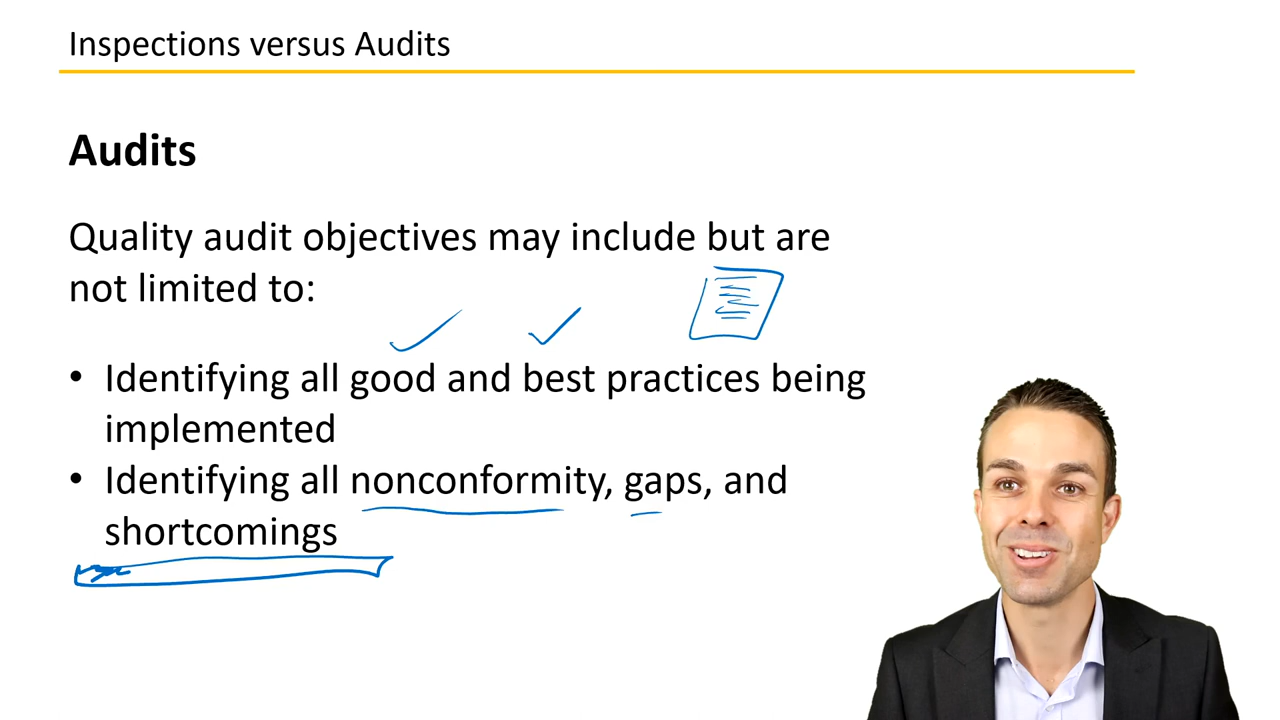 Inspections versus Audits
Audits
Quality audit objectives may include but are
not limited to:
• Identifying all good and best practices being
implemented
• Identifying all nonconformity, gaps, and
shortcomings